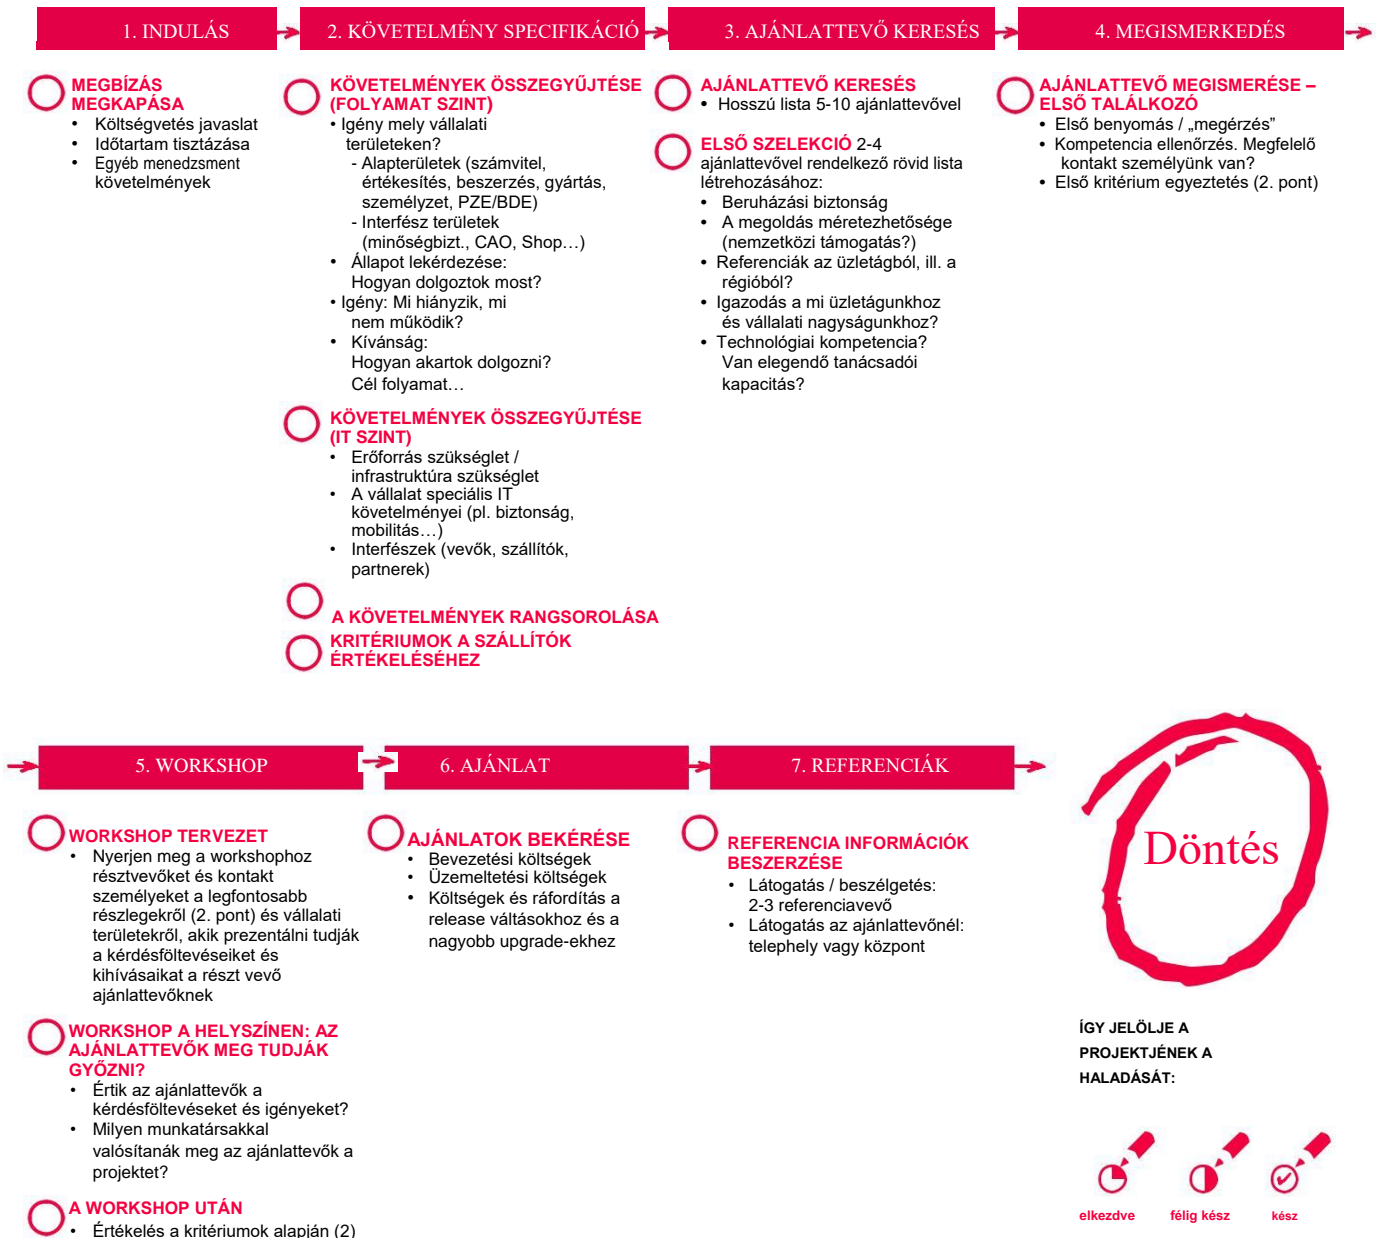 1. INDULÁS
2. KÖVETELMÉNY SPECIFIKÁCIÓ
3. AJÁNLATTEVŐ KERESÉS
4. MEGISMERKEDÉS
MEGBÍZÁS
MEGKAPÁSA
• Költségvetés javaslat
• Időtartam tisztázása
• Egyéb menedzsment
követelmények
KÖVETELMÉNYEK ÖSSZEGYŰJTÉSE
(FOLYAMAT SZINT)
• Igény mely vállalati
területeken?
- Alapterületek (számvitel,
értékesítés, beszerzés, gyártás,
személyzet, PZE/BDE)
- Interfész területek
(minőségbizt., CAO, Shop…)
• Állapot lekérdezése:
Hogyan dolgoztok most?
• Igény: Mi hiányzik, mi
nem működik?
• Kívánság:
Hogyan akartok dolgozni?
Cél folyamat…
KÖVETELMÉNYEK ÖSSZEGYŰJTÉSE
(IT SZINT)
• Erőforrás szükséglet /
infrastruktúra szükséglet
• A vállalat speciális IT
követelményei (pl. biztonság,
mobilitás…)
• Interfészek (vevők, szállítók,
partnerek)
A KÖVETELMÉNYEK RANGSOROLÁSA
KRITÉRIUMOK A SZÁLLÍTÓK
ÉRTÉKELÉSÉHEZ
AJÁNLATTEVŐ KERESÉS
• Hosszú lista 5-10 ajánlattevővel
ELSŐ SZELEKCIÓ 2-4
ajánlattevővel rendelkező rövid lista
létrehozásához:
• Beruházási biztonság
• A megoldás méretezhetősége
(nemzetközi támogatás?)
• Referenciák az üzletágból, ill. a
régióból?
• Igazodás a mi üzletágunkhoz
és vállalati nagyságunkhoz?
• Technológiai kompetencia?
Van elegendő tanácsadói
kapacitás?
AJÁNLATTEVŐ MEGISMERÉSE –
ELSŐ TALÁLKOZÓ
• Első benyomás / „megérzés”
• Kompetencia ellenőrzés. Megfelelő
kontakt személyünk van?
• Első kritérium egyeztetés (2. pont)
5. WORKSHOP
6. AJÁNLAT
7. REFERENCIÁK
WORKSHOP TERVEZET
• Nyerjen meg a workshophoz
résztvevőket és kontakt
személyeket a legfontosabb
részlegekről (2. pont) és vállalati
területekről, akik prezentálni tudják
a kérdésföltevéseiket és
kihívásaikat a részt vevő
ajánlattevőknek
WORKSHOP A HELYSZÍNEN: AZ
AJÁNLATTEVŐK MEG TUDJÁK
GYŐZNI?
• Értik az ajánlattevők a
kérdésföltevéseket és igényeket?
• Milyen munkatársakkal
valósítanák meg az ajánlattevők a
projektet?
A WORKSHOP UTÁN
• Értékelés a kritériumok alapján (2)
AJÁNLATOK BEKÉRÉSE
• Bevezetési költségek
• Üzemeltetési költségek
• Költségek és ráfordítás a
release váltásokhoz és a
nagyobb upgrade-ekhez
REFERENCIA INFORMÁCIÓK
BESZERZÉSE
• Látogatás / beszélgetés:
2-3 referenciavevő
• Látogatás az ajánlattevőnél:
telephely vagy központ
Döntés
ÍGY JELÖLJE A
PROJEKTJÉNEK A
HALADÁSÁT:
elkezdve
félig kész
kész